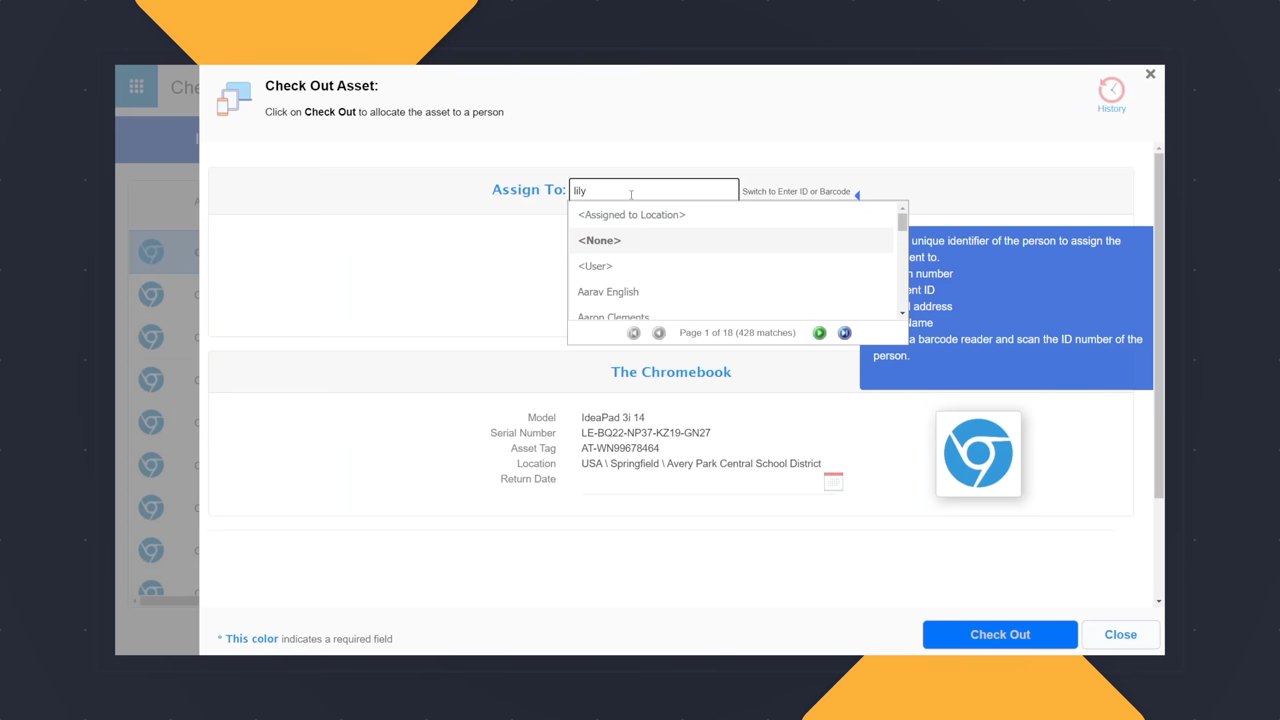 Check Out Asset:
Click on Check Out to allocate the asset to a person
History
Assign To:
lily
Switch to Enter ID or Barcode
<Assigned to Location>
<None>
<User>
Aarav English
Aaron Clements
Page 1 of 18 (428 matches)
unique identifier of the person to assign the
to.
number
ID
address
a barcode reader and scan the ID number of the
person.
The Chromebook
Model IdeaPad 3i 14
Serial Number LE-BQ22-NP37-KZ19-GN27
Asset Tag AT-WN99678464
Location USA \ Springfield \ Avery Park Central School District
Return Date
* This color indicates a required field
Check Out
Close